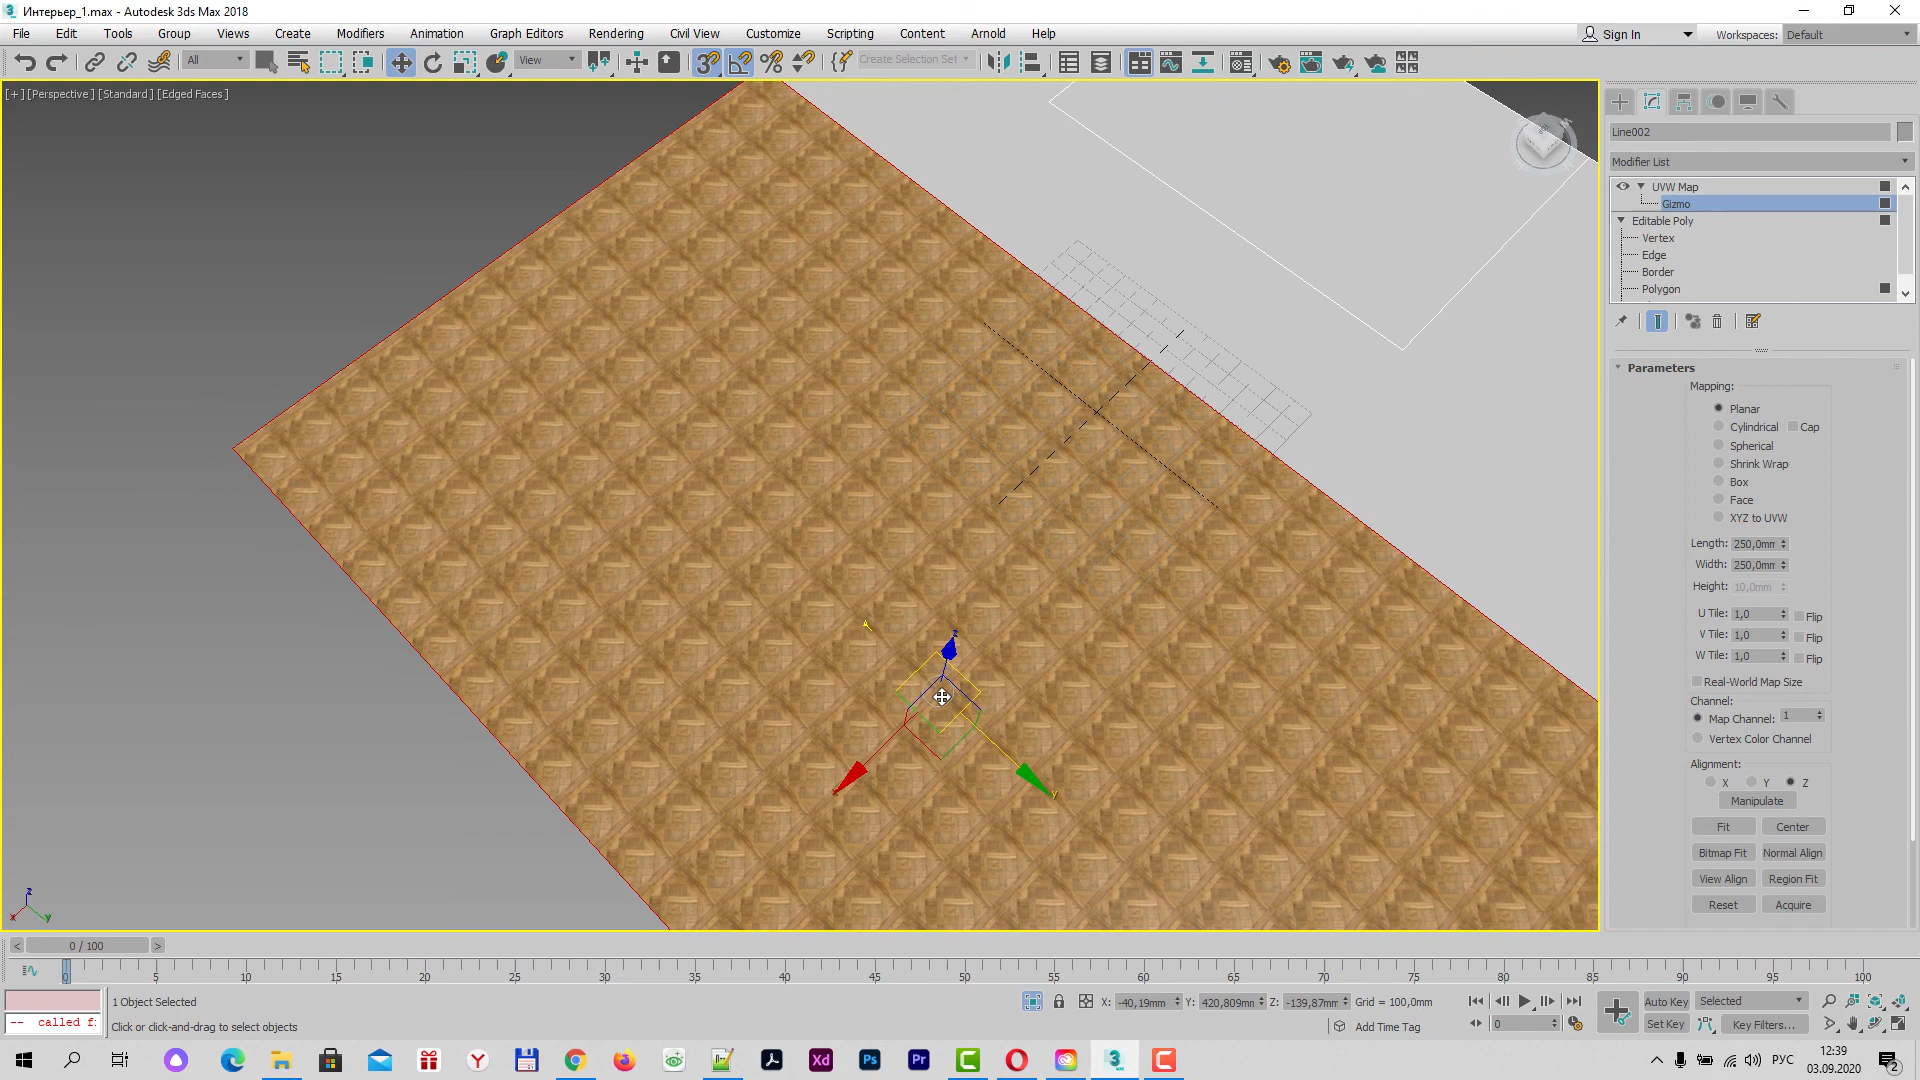 Интерьер_1.max - Autodesk 3ds Max 2018
File Edit Tools Group Views Create Modifiers Animation Graph Editors Rendering Civil View Customize Scripting Content Arnold Help
Sign In Workspaces: Default
All View Create Selection Set
[+] [Perspective ] [Standard ] [Edged Faces ]
Line002
Modifier List
UVW Map
Gizmo
Editable Poly
Vertex
Edge
Border
Polygon
Parameters
Mapping:
Planar
Cylindrical Cap
Spherical
Shrink Wrap
Box
Face
XYZ to UVW
Length: 250,0mm
Width: 250,0mm
Height: 10,0mm
U Tile: 1,0 Flip
V Tile: 1,0 Flip
W Tile: 1,0 Flip
Real-World Map Size
Channel:
Map Channel: 1
Vertex Color Channel
Alignment:
X Y Z
Manipulate
Fit Center
Bitmap Fit Normal Align
View Align Region Fit
Reset Acquire
z
x
y
z
x
y
< 0 / 100 >
0 5 10 15 20 25 30 35 40 45 50 55 60 65 70 75 80 85 90 95 100
1 Object Selected X: -40,19mm Y: 420,809mm Z: -139,87mm Grid = 100,0mm Auto Key Selected
-- called f: Click or click-and-drag to select objects Add Time Tag 0 Set Key Key Filters...
Xd Ps Pr 3 РУС 12:39
03.09.2020 2